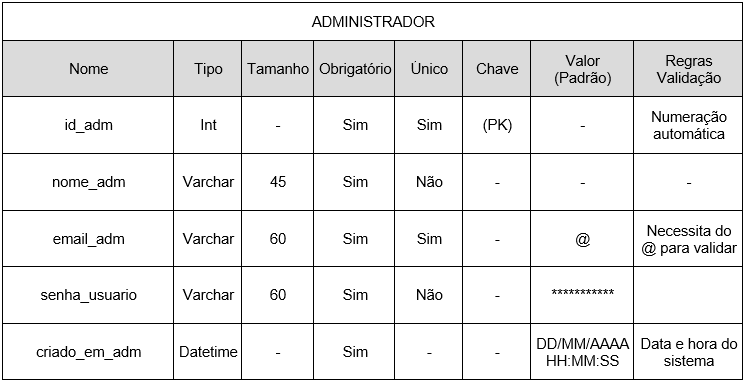 ADMINISTRADOR
Nome Tipo Tamanho Obrigatório Único Chave Valor (Padrão) Regras Validação
id_adm Int - Sim Sim (PK) - Numeração automática
nome_adm Varchar 45 Sim Não - - -
email_adm Varchar 60 Sim Sim - @ Necessita do @ para validar
senha_usuario Varchar 60 Sim Não - ***********
criado_em_adm Datetime - Sim - - DD/MM/AAAA HH:MM:SS Data e hora do sistema